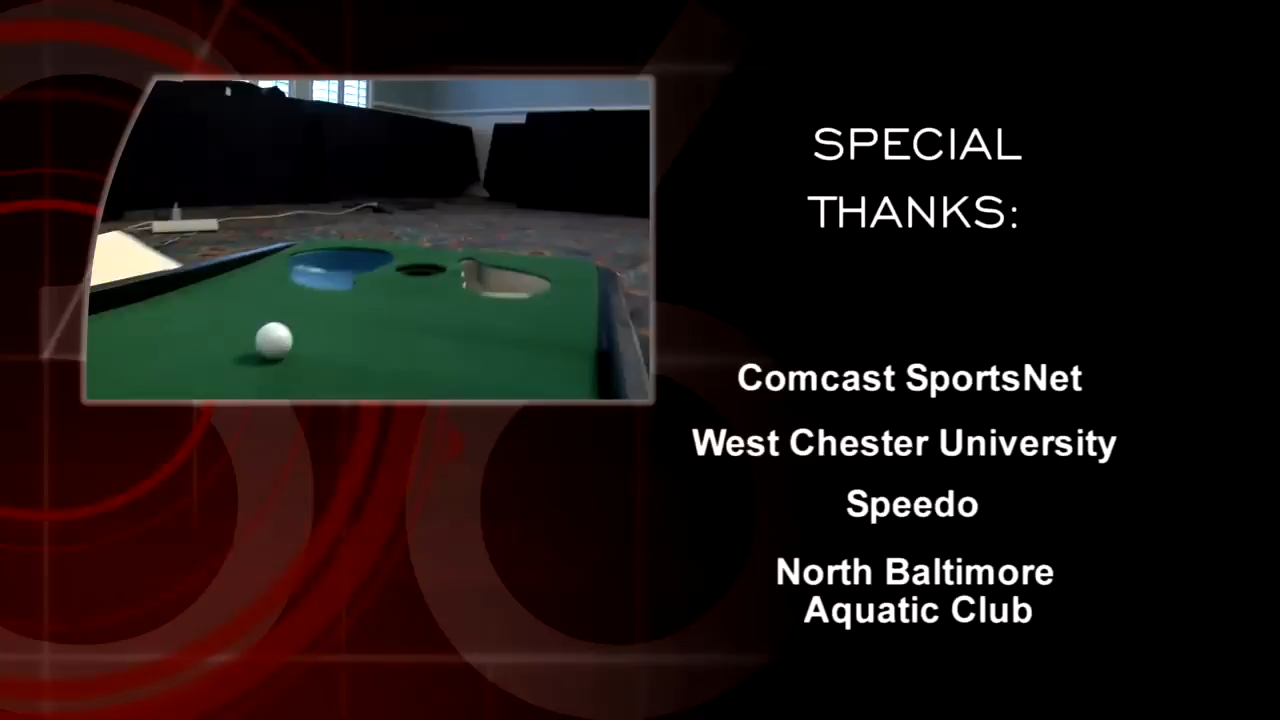 SPECIAL
THANKS:
Comcast SportsNet
West Chester University
Speedo
North Baltimore
Aquatic Club